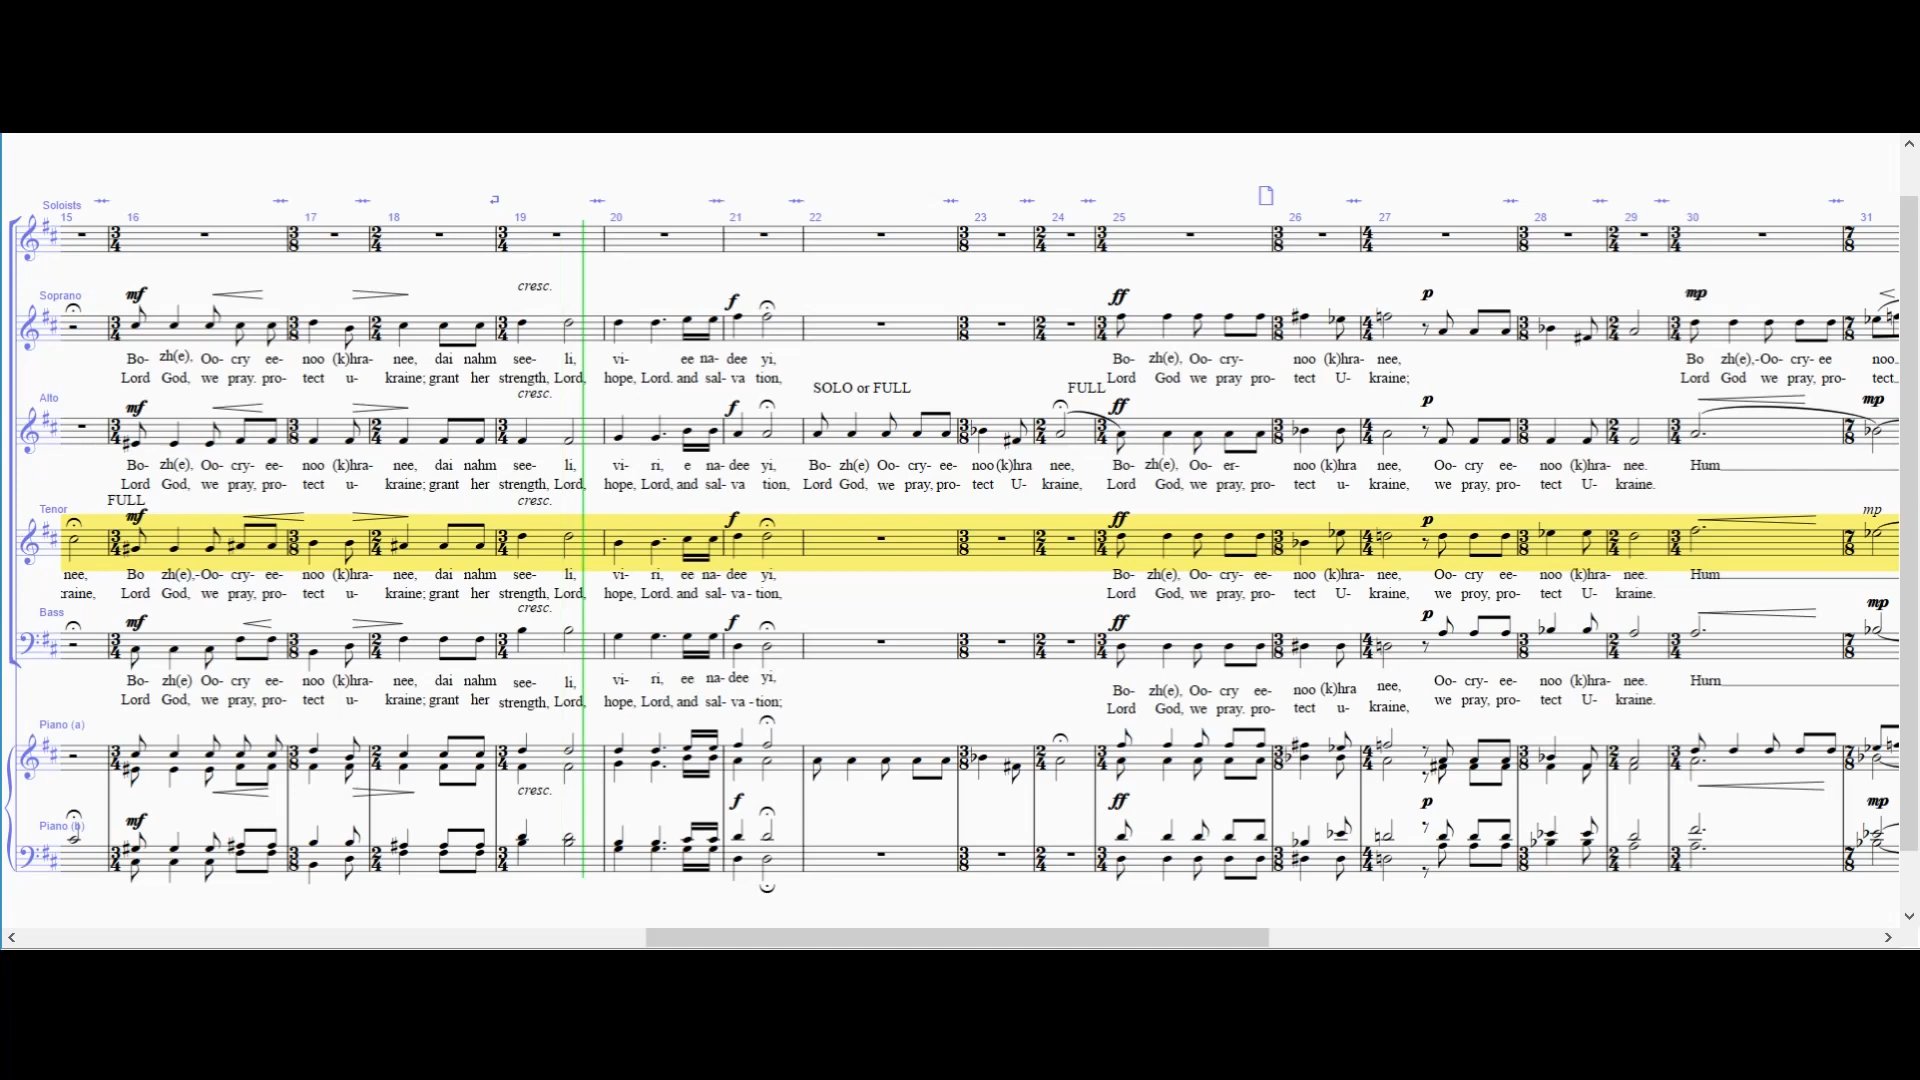 Soloists
15 16 17 18 19 20 21 22 23 24 25 26 27 28 29 30 31
cresc.
Soprano mf f ff p mp
Bo- zh(e), Oo- cry ee- noo (k)hra- nee, dai nahm see- li, vi- ee na- dee yi, Bo- zh(e), Oo- cry- noo (k)hra- nee, Bo zh(e),-Oo- cry- ee noo
Lord God, we pray. pro- tect u- kraine; grant her strength, Lord, hope, Lord. and sal- va tion, Lord God we pray pro- tect U- kraine; Lord God we pray, pro- tect
SOLO or FULL FULL
cresc.
Alto mf f ff p mp
Bo- zh(e), Oo- cry- ee- noo (k)hra- nee, dai nahm see- li, vi- ri, e na- dee yi, Bo- zh(e) Oo- cry- ee- noo (k)hra nee, Bo- zh(e), Oo- er- noo (k)hra nee, Oo- cry ee- noo (k)hra- nee. Hum
Lord God, we pray, pro- tect u- kraine; grant her strength, Lord, hope, Lord, and sal- va tion, Lord God, we pray, pro- tect U- kraine, Lord God, we pray, pro- tect u- kraine, we pray, pro- tect U- kraine.
FULL cresc.
Tenor mf f ff p mp
nee, Bo zh(e),-Oo- cry- ee- noo (k)hra- nee, dai nahm see- li, vi- ri, ee na- dee yi, Bo- zh(e), Oo- cry- ee- noo (k)hra- nee, Oo- cry ee- noo (k)hra- nee. Hum
:raine, Lord God, we pray, pro- tect u- kraine; grant her strength, Lord, hope, Lord. and sal- va - tion, Lord God, we pray, pro- tect U- kraine, we proy, pro- tect U- kraine.
cresc.
Bass mf f ff p mp
Bo- zh(e) Oo- cry ee- noo (k)hra- nee, dai nahm see- li, vi- ri, ee na- dee yi, Bo- zh(e), Oo- cry ee- noo (k)hra nee, Oo- cry- ee- noo (k)hra- nee. Hum
Lord God, we pray, pro- tect u- kraine; grant her strength, Lord, hope, Lord, and sal- va - tion; Lord God, we pray. pro- tect u- kraine, we pray, pro- tect U- kraine.
Piano (a)
cresc.
mf f ff p mp
Piano (b)